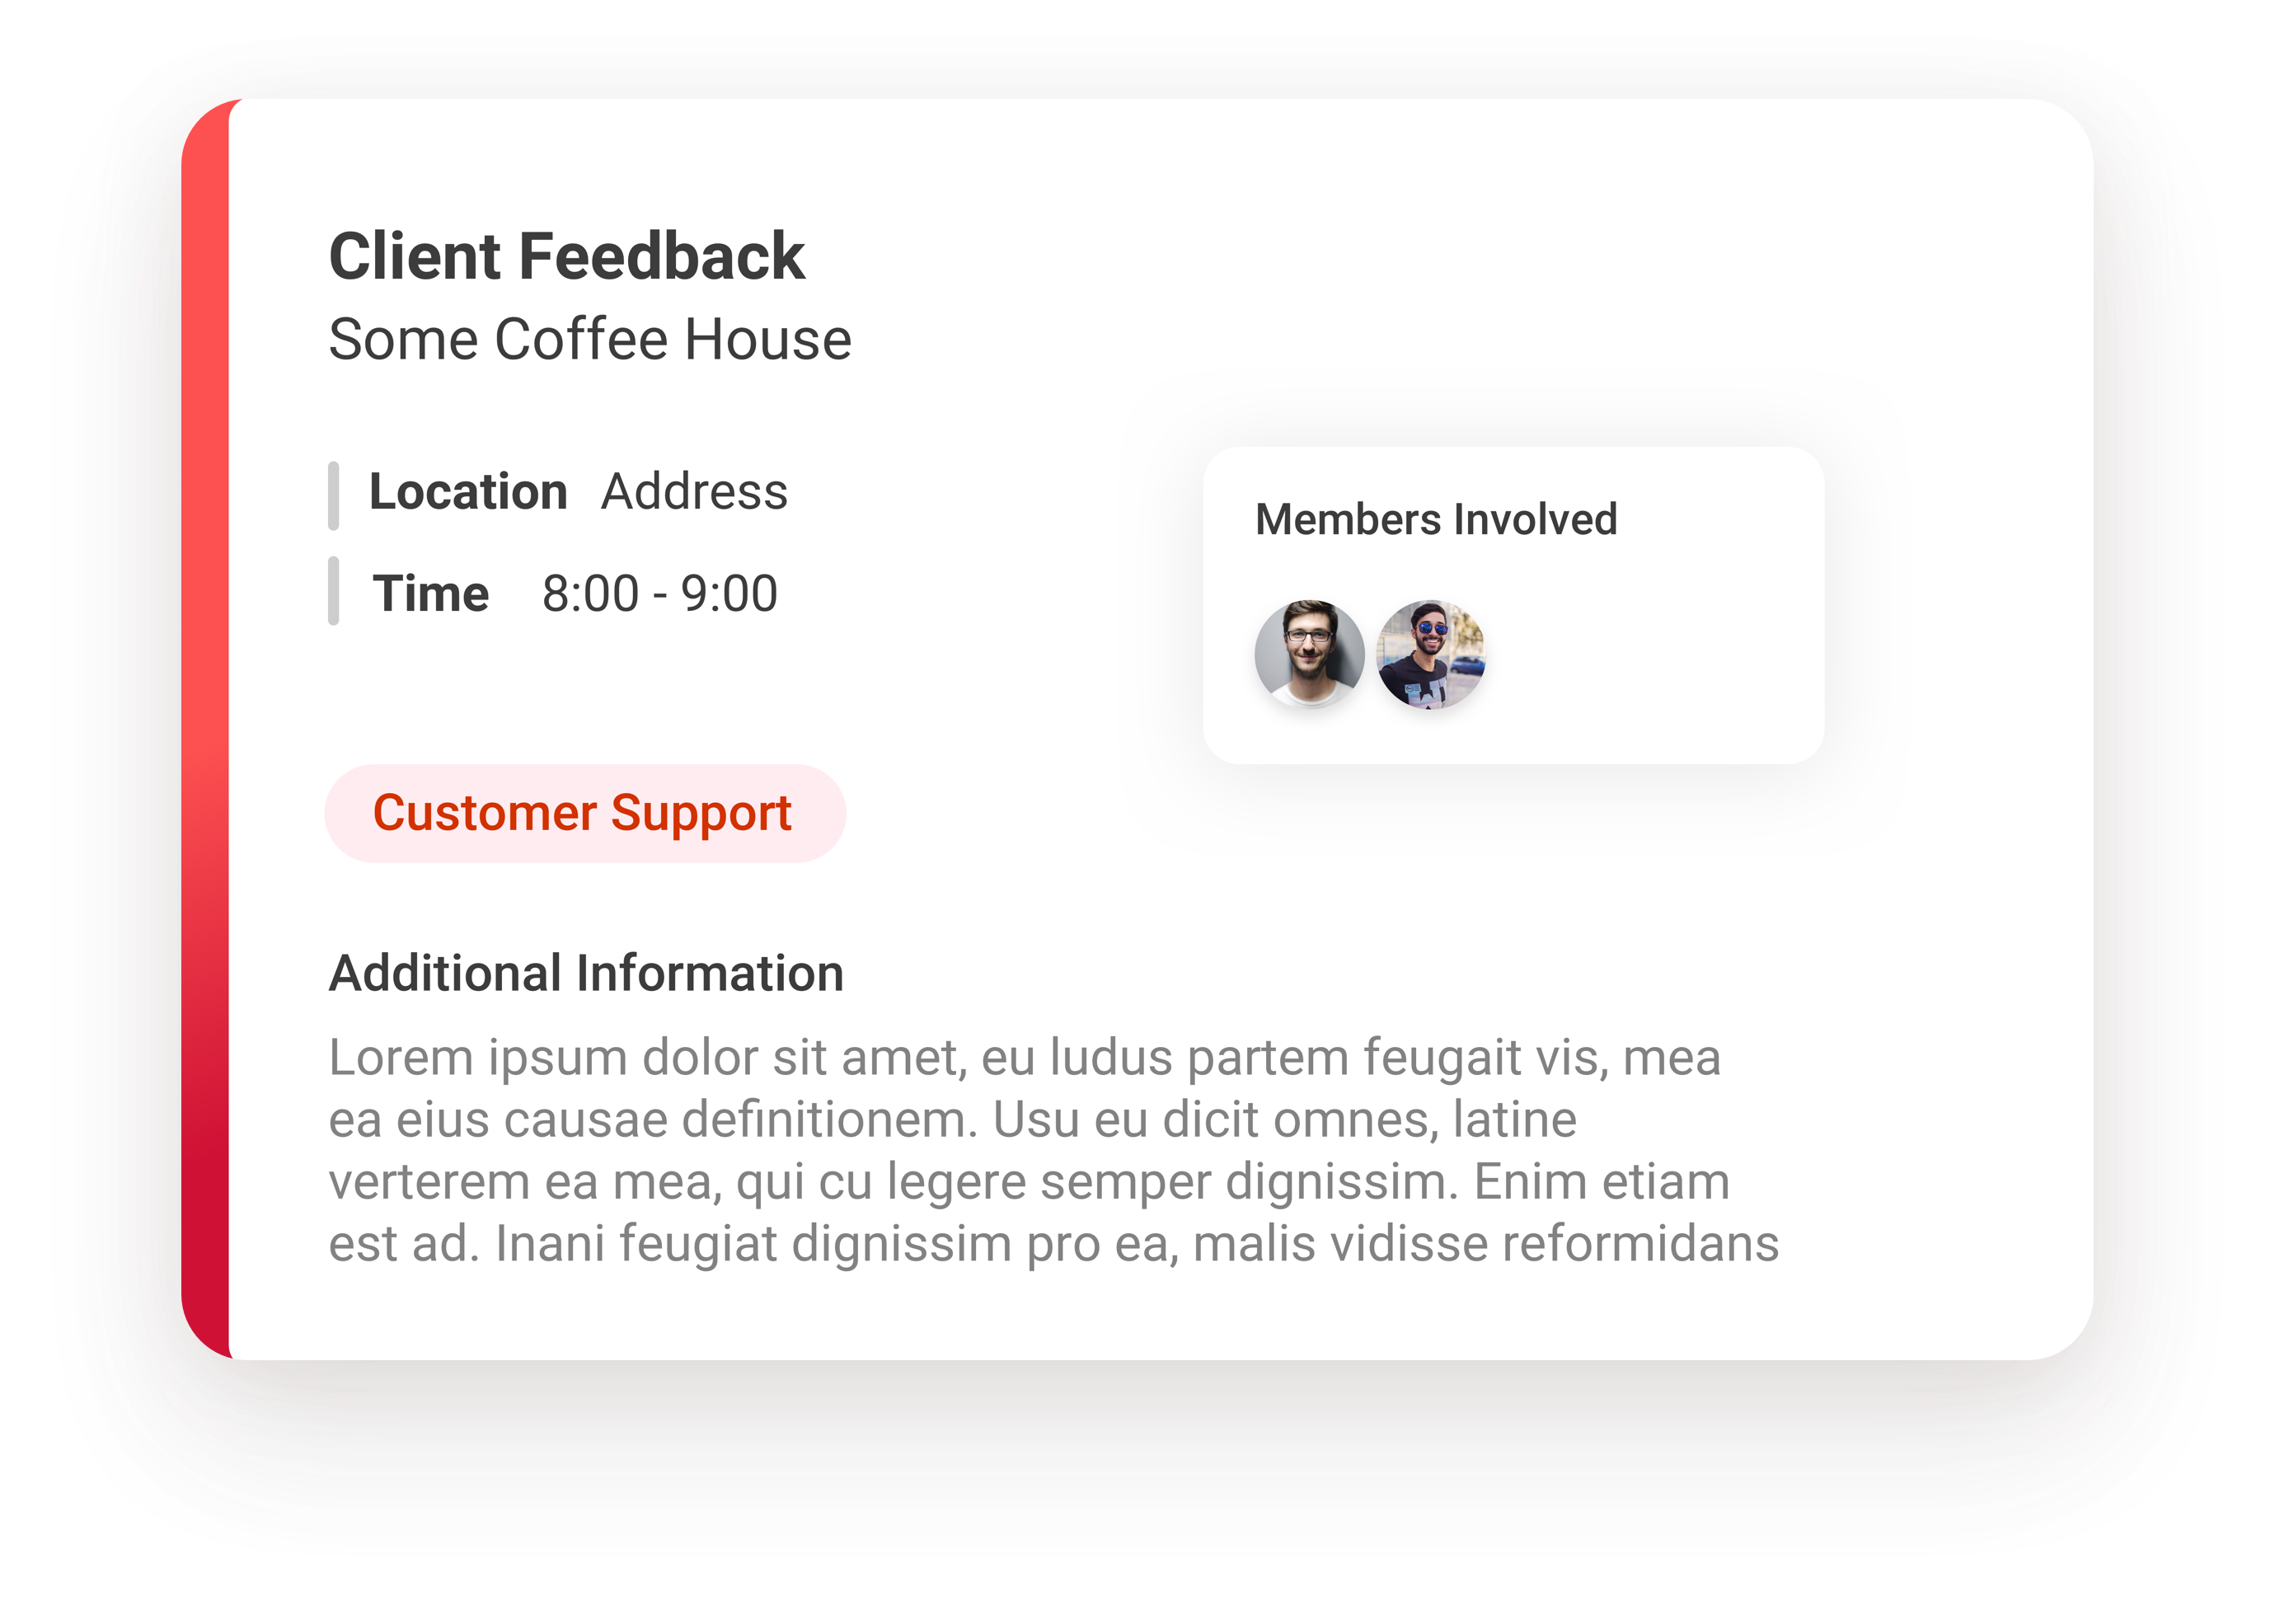 Client Feedback
Some Coffee House
Location Address
Time 8:00 - 9:00
Members Involved
Customer Support
Additional Information
Lorem ipsum dolor sit amet, eu ludus partem feugait vis, mea
ea eius causae definitionem. Usu eu dicit omnes, latine
verterem ea mea, qui cu legere semper dignissim. Enim etiam
est ad. Inani feugiat dignissim pro ea, malis vidisse reformidans